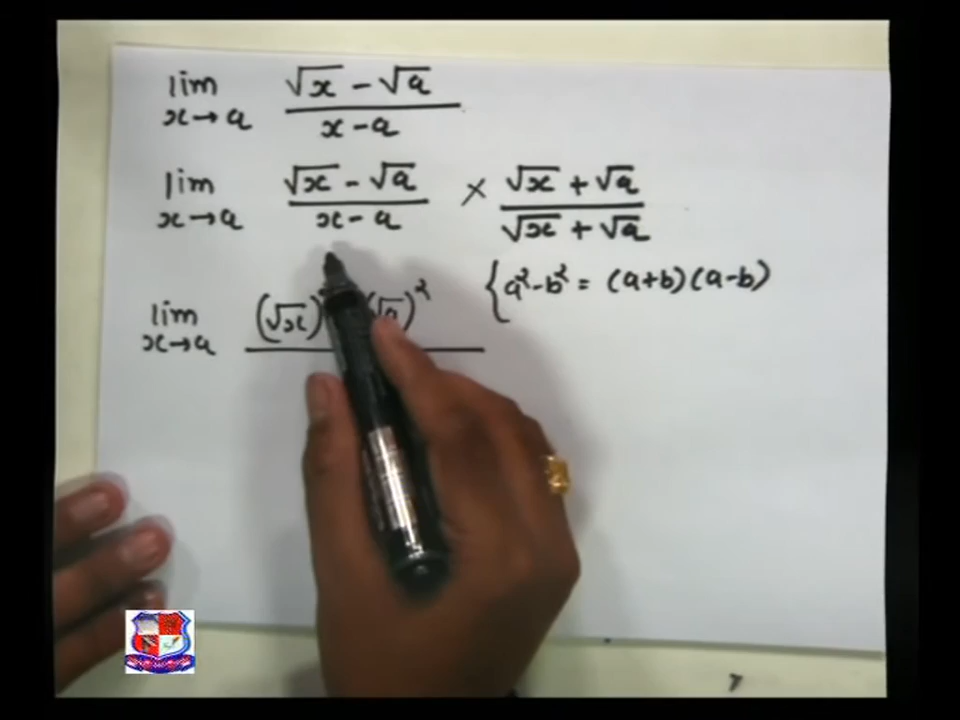 lim x→a (√x - √a)/(x - a)
lim x→a (√x - √a)/(x - a) × (√x + √a)/(√x + √a)
{a² - b² = (a+b)(a-b)
lim x→a (√x) (√a)²